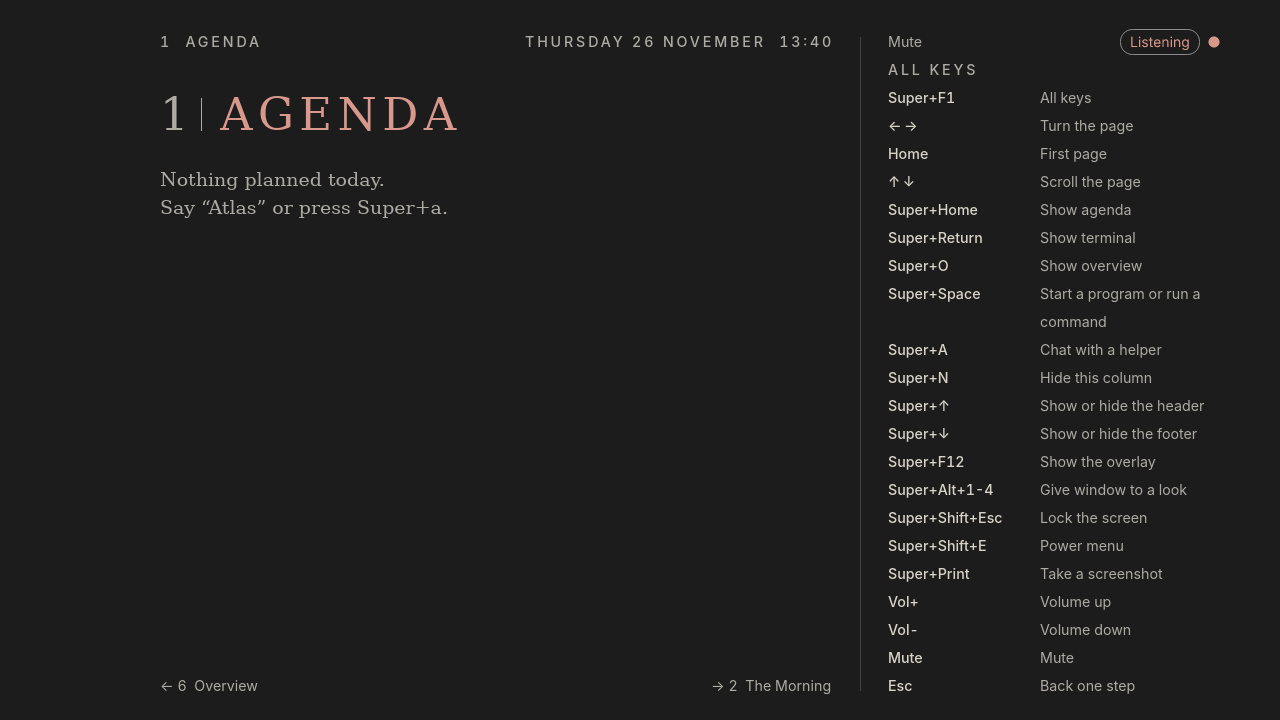 1 AGENDA
THURSDAY 26 NOVEMBER 13:40
1 AGENDA
Nothing planned today.
Say “Atlas” or press Super+a.
← 6 Overview
→ 2 The Morning
Mute
Listening
ALL KEYS
Super+F1 All keys
← → Turn the page
Home First page
↑ ↓ Scroll the page
Super+Home Show agenda
Super+Return Show terminal
Super+O Show overview
Super+Space Start a program or run a
command
Super+A Chat with a helper
Super+N Hide this column
Super+↑ Show or hide the header
Super+↓ Show or hide the footer
Super+F12 Show the overlay
Super+Alt+1-4 Give window to a look
Super+Shift+Esc Lock the screen
Super+Shift+E Power menu
Super+Print Take a screenshot
Vol+ Volume up
Vol- Volume down
Mute Mute
Esc Back one step